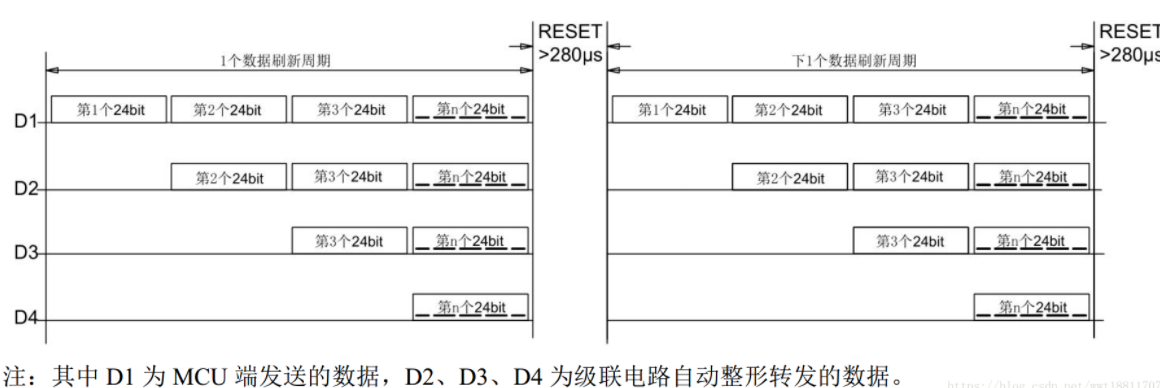 RESET
>280μs
RESET
>280μs
1个数据刷新周期
下1个数据刷新周期
D1
第1个24bit
第2个24bit
第3个24bit
第n个24bit
第1个24bit
第2个24bit
第3个24bit
第n个24bit
D2
第2个24bit
第3个24bit
第n个24bit
第2个24bit
第3个24bit
第n个24bit
D3
第3个24bit
第n个24bit
第3个24bit
第n个24bit
D4
第n个24bit
第n个24bit
注：其中 D1 为 MCU 端发送的数据，D2、D3、D4 为级联电路自动整形转发的数据。